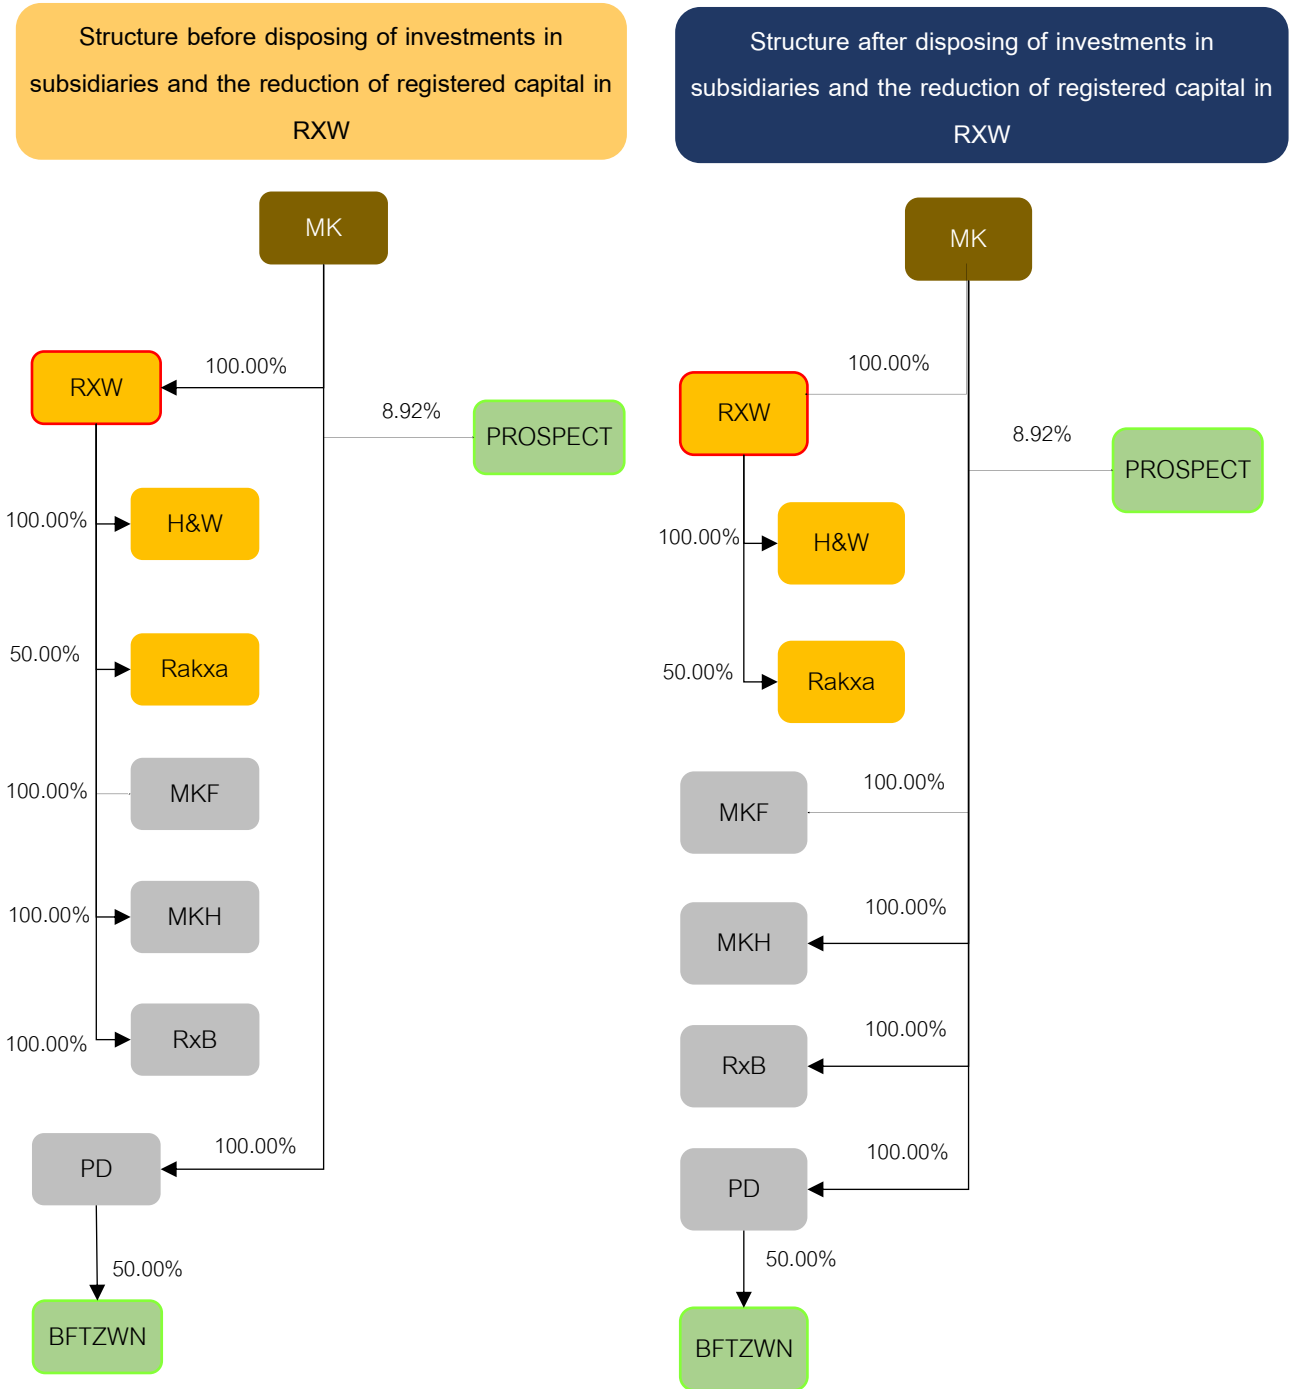 Structure before disposing of investments in
subsidiaries and the reduction of registered capital in
RXW
MK
100.00%
RXW
8.92%
PROSPECT
100.00%
H&W
50.00%
Rakxa
100.00%
MKF
100.00%
MKH
100.00%
RxB
100.00%
PD
50.00%
BFTZWN
Structure after disposing of investments in
subsidiaries and the reduction of registered capital in
RXW
MK
100.00%
RXW
8.92%
PROSPECT
100.00%
H&W
50.00%
Rakxa
100.00%
MKF
100.00%
MKH
100.00%
RxB
100.00%
PD
50.00%
BFTZWN